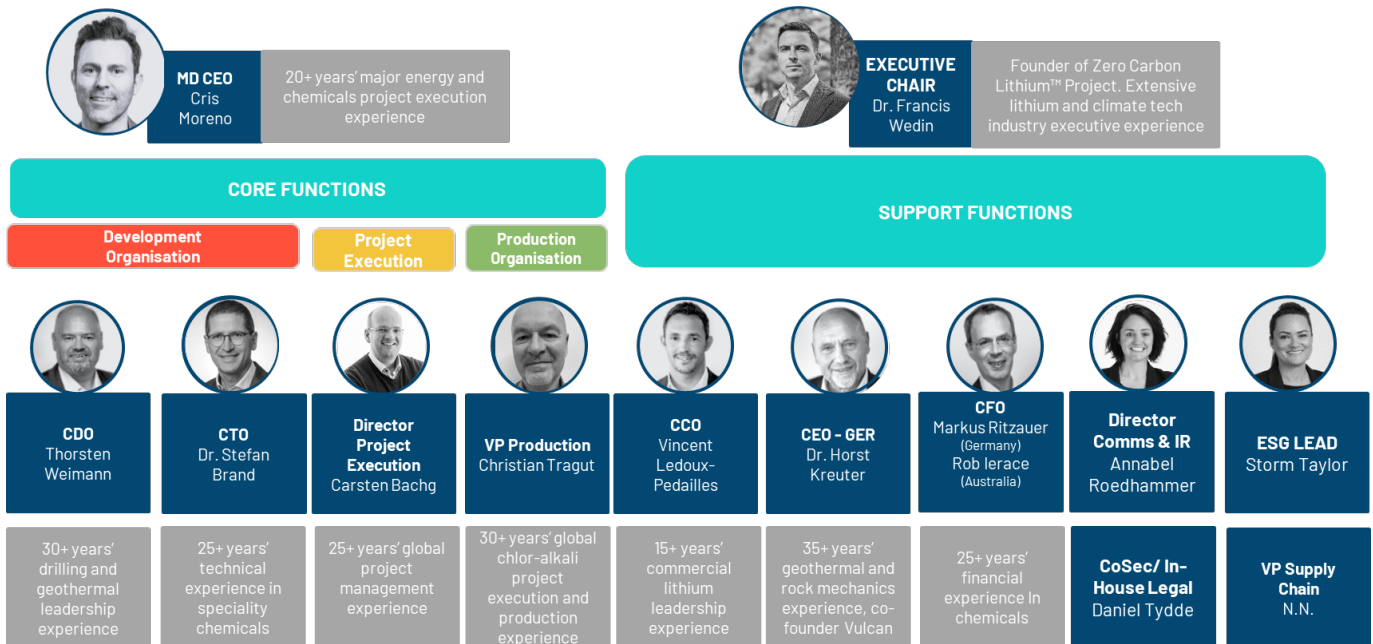 MD CEO
Cris
Moreno
20+ years’ major energy and
chemicals project execution
experience
EXECUTIVE
CHAIR
Dr. Francis
Wedin
Founder of Zero Carbon
Lithium™ Project. Extensive
lithium and climate tech
industry executive experience
CORE FUNCTIONS
SUPPORT FUNCTIONS
Development
Organisation
Project
Execution
Production
Organisation
CDO
Thorsten
Weimann
CTO
Dr. Stefan
Brand
Director
Project
Execution
Carsten Bachg
VP Production
Christian Tragut
CCO
Vincent
Ledoux-
Pedailles
CEO - GER
Dr. Horst
Kreuter
CFO
Markus Ritzauer
(Germany)
Rob Ierace
(Australia)
Director
Comms & IR
Annabel
Roedhammer
ESG LEAD
Storm Taylor
30+ years’
drilling and
geothermal
leadership
experience
25+ years’
technical
experience in
speciality
chemicals
25+ years’ global
project
management
experience
30+ years’ global
chlor-alkali
project
execution and
production
experience
15+ years’
commercial
lithium
leadership
experience
35+ years’
geothermal and
rock mechanics
experience, co-
founder Vulcan
25+ years’
financial
experience In
chemicals
CoSec/ In-
House Legal
Daniel Tydde
VP Supply
Chain
N.N.